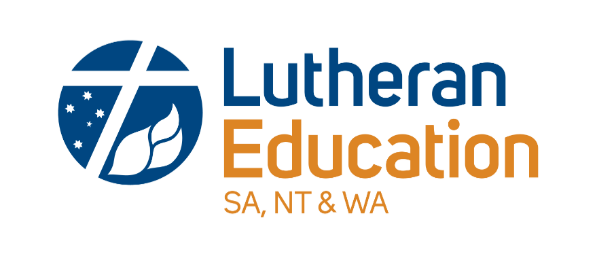 Lutheran
Education
SA, NT & WA